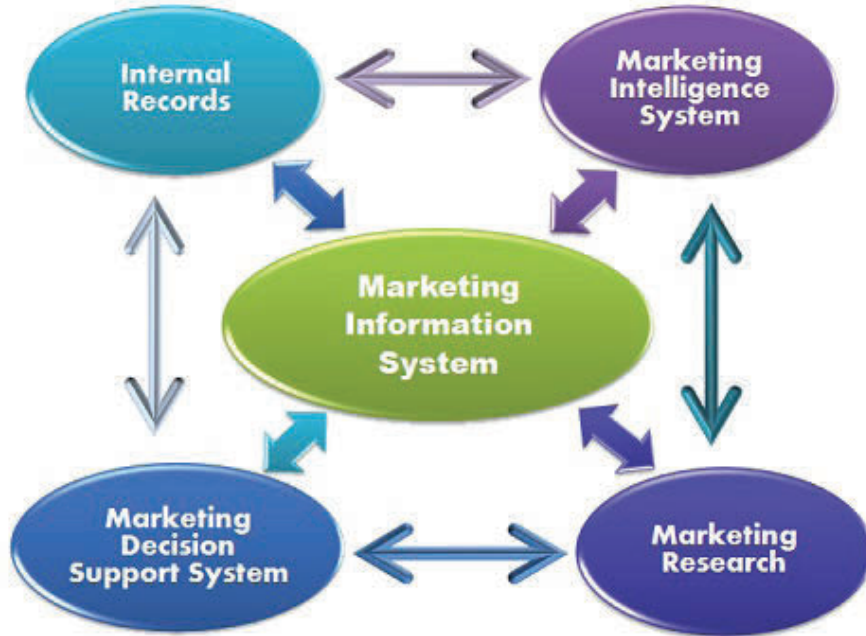 Internal
Records
Marketing
Intelligence
System
Marketing
Information
System
Marketing
Decision
Support System
Marketing
Research